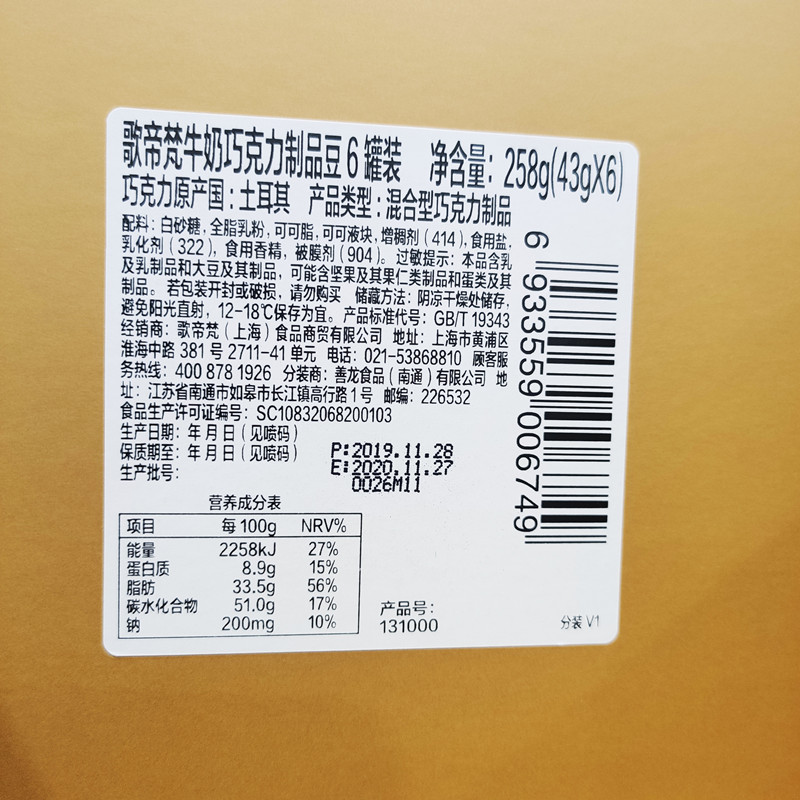 歌帝梵牛奶巧克力制品豆6罐装 净含量：258g(43gX6)
巧克力原产国：土耳其 产品类型：混合型巧克力制品
配料：白砂糖，全脂乳粉，可可脂，可可液块，增稠剂（414），食用盐，
乳化剂（322），食用香精，被膜剂（904）。过敏提示：本品含乳
及乳制品和大豆及其制品，可能含坚果及其果仁类制品和蛋类及其
制品。若包装开封或破损，请勿购买 储藏方法：阴凉干燥处储存，
避免阳光直射，12-18℃保存为宜。产品标准代号：GB/T 19343
经销商：歌帝梵（上海）食品商贸有限公司 地址：上海市黄浦区
淮海中路 381 号 2711-41 单元 电话：021-53868810 顾客服
务热线：400 878 1926 分装商：善龙食品（南通）有限公司 地
址：江苏省南通市如皋市长江镇高行路1号 邮编：226532
食品生产许可证编号：SC10832068200103
生产日期：年月日（见喷码）
保质期至：年月日（见喷码）
生产批号：
P:2019.11.28
E:2020.11.27
0026M11
营养成分表
项目 每100g NRV%
能量 2258kJ 27%
蛋白质 8.9g 15%
脂肪 33.5g 56%
碳水化合物 51.0g 17%
钠 200mg 10%
产品号：
131000
分装 V1
6 933559 006749